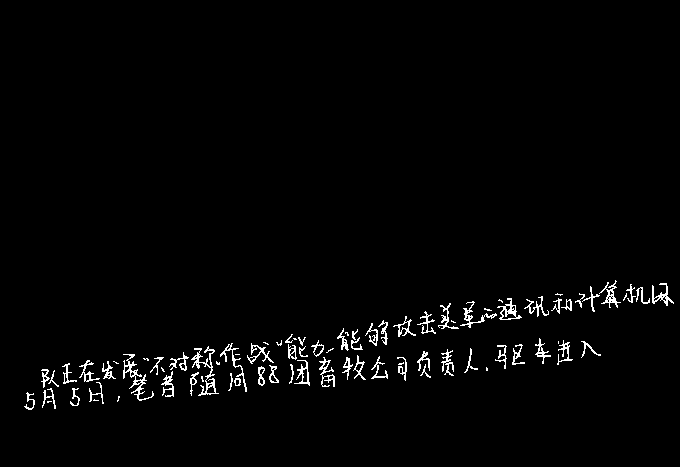 队正在发展“不对称作战”能力—能够攻击美军的通讯和计算机网
5月5日,笔者随同88团畜牧公司负责人,驱车进入